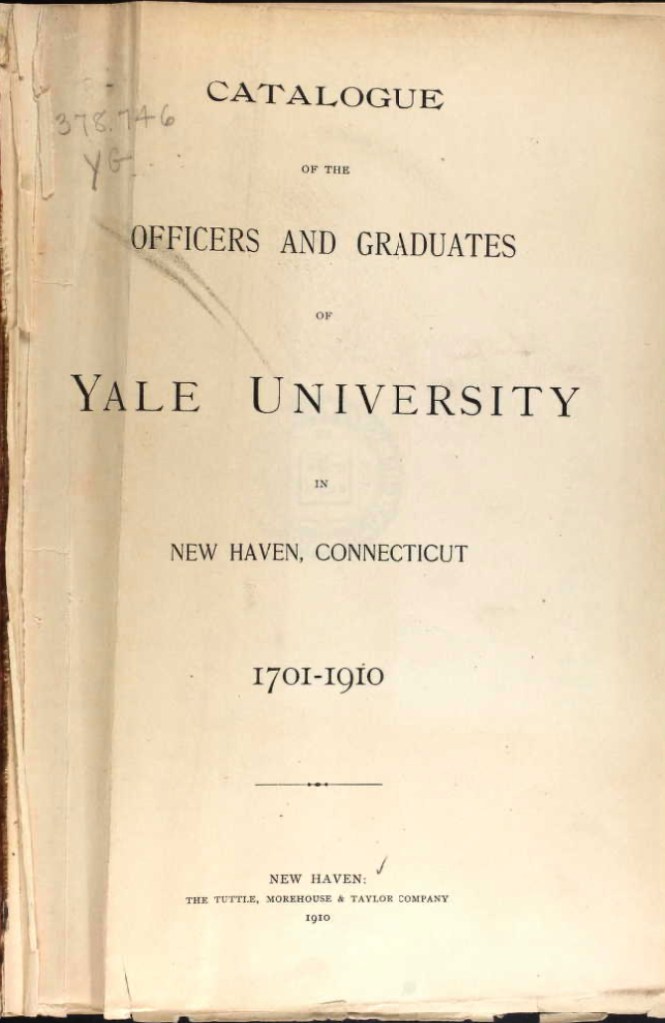 CATALOGUE
378.746
YG
OF THE
OFFICERS AND GRADUATES
OF
YALE UNIVERSITY
IN
NEW HAVEN, CONNECTICUT
1701-1910
NEW HAVEN:
THE TUTTLE, MOREHOUSE & TAYLOR COMPANY
1910